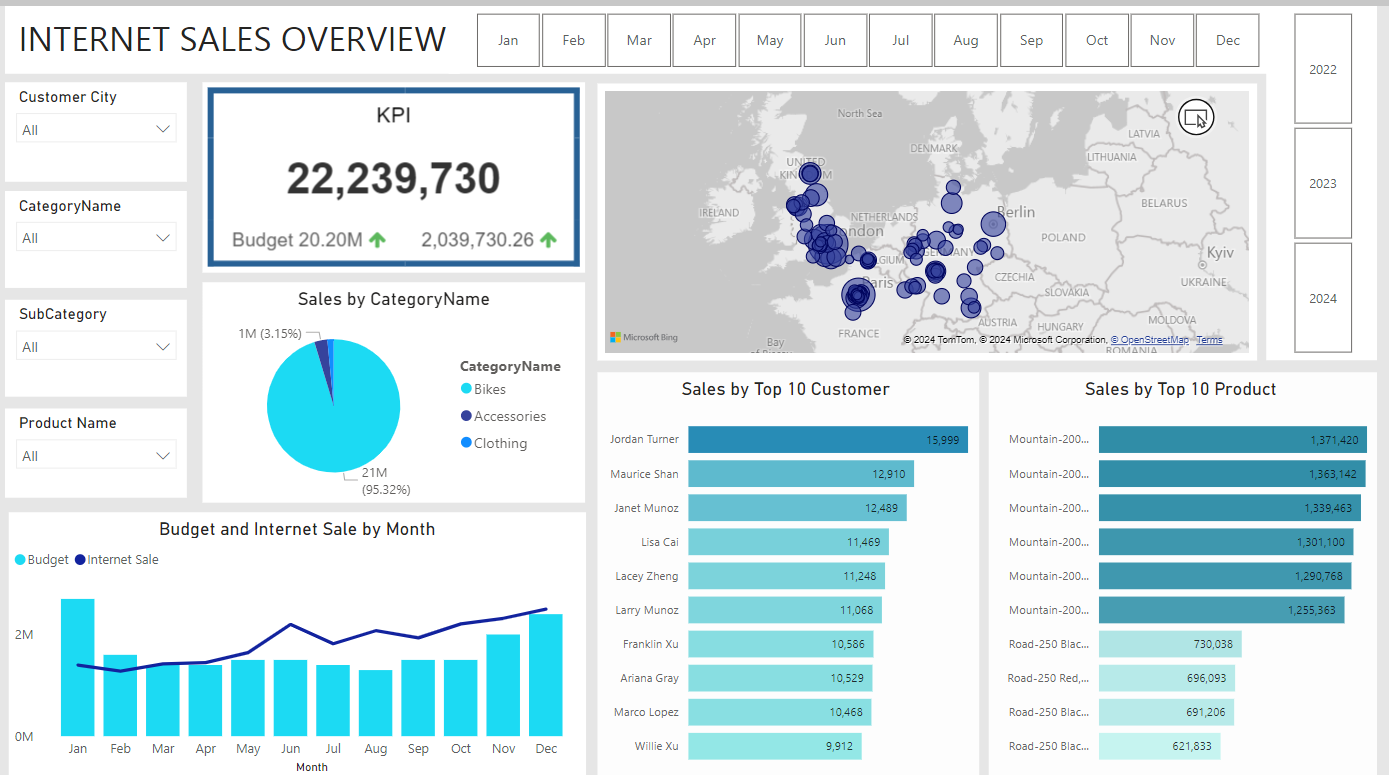 INTERNET SALES OVERVIEW
Jan
Feb
Mar
Apr
May
Jun
Jul
Aug
Sep
Oct
Nov
Dec
2022
2023
2024
Customer City
All
CategoryName
All
SubCategory
All
Product Name
All
KPI
22,239,730
Budget 20.20M
2,039,730.26
North Sea
UNITED
KINGDOM
IRELAND
DENMARK
LATVIA
LITHUANIA
BELARUS
NETHERLANDS
London
Berlin
POLAND
Kyiv
UKRAINE
BELGIUM
GERMANY
Paris
CZECHIA
SLOVAKIA
AUSTRIA
HUNGARY
MOLDOVA
FRANCE
ROMANIA
Bay
of Biscay
Microsoft Bing
© 2024 TomTom, © 2024 Microsoft Corporation, © OpenStreetMap Terms
Sales by CategoryName
1M (3.15%)
21M
(95.32%)
CategoryName
Bikes
Accessories
Clothing
Sales by Top 10 Customer
Jordan Turner 15,999
Maurice Shan 12,910
Janet Munoz 12,489
Lisa Cai 11,469
Lacey Zheng 11,248
Larry Munoz 11,068
Franklin Xu 10,586
Ariana Gray 10,529
Marco Lopez 10,468
Willie Xu 9,912
Sales by Top 10 Product
Mountain-200... 1,371,420
Mountain-200... 1,363,142
Mountain-200... 1,339,463
Mountain-200... 1,301,100
Mountain-200... 1,290,768
Mountain-200... 1,255,363
Road-250 Blac... 730,038
Road-250 Red,... 696,093
Road-250 Blac... 691,206
Road-250 Blac... 621,833
Budget and Internet Sale by Month
Budget Internet Sale
2M
0M
Jan Feb Mar Apr May Jun Jul Aug Sep Oct Nov Dec
Month